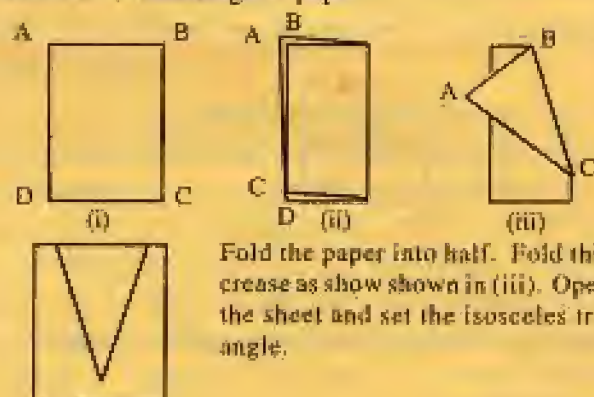 A B A B B
A
D C C C
D
(i) (ii) (iii)
Fold the paper into half. Fold thi
crease as show shown in (iii). Ope
the sheet and set the isosceles tr
angle.